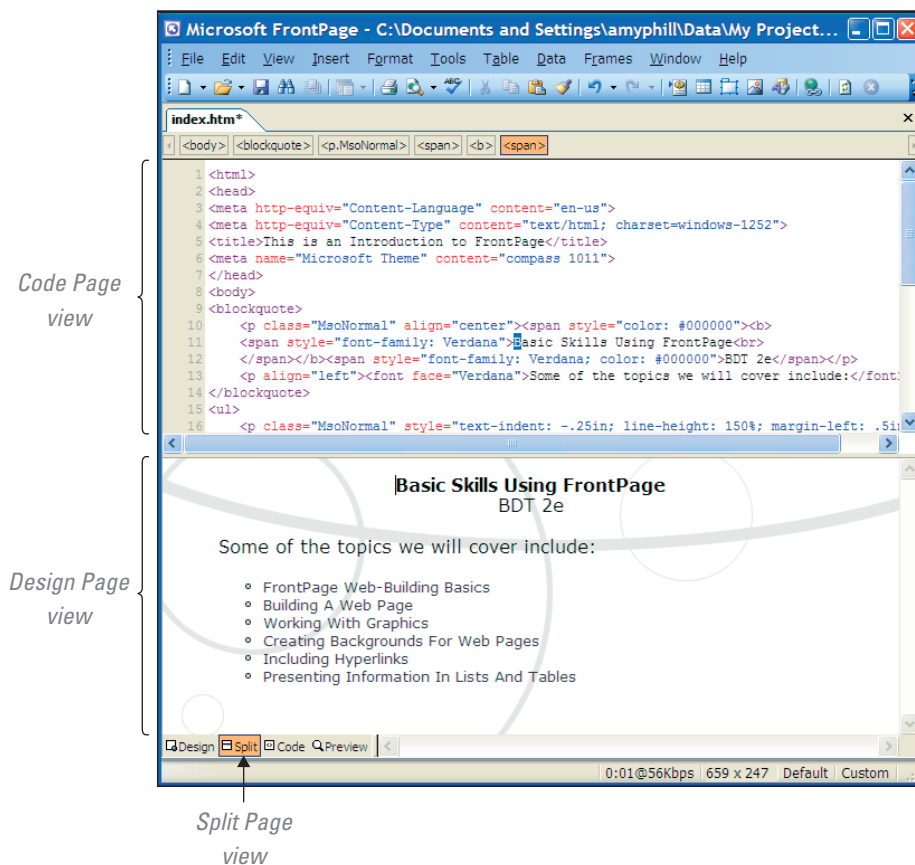 Microsoft FrontPage - C:\Documents and Settings\amyphill\Data\My Project...
File Edit View Insert Format Tools Table Data Frames Window Help
index.htm*
<body> <blockquote> <p.MsoNormal> <span> <b> <span>
Code Page
view
1 <html>
2 <head>
3 <meta http-equiv="Content-Language" content="en-us">
4 <meta http-equiv="Content-Type" content="text/html; charset=windows-1252">
5 <title>This is an Introduction to FrontPage</title>
6 <meta name="Microsoft Theme" content="compass 1011">
7 </head>
8 <body>
9 <blockquote>
10 <p class="MsoNormal" align="center"><span style="color: #000000"><b>
11 <span style="font-family: Verdana">Basic Skills Using FrontPage<br>
12 </span></b><span style="font-family: Verdana; color: #000000">BDT 2e</span></p>
13 <p align="left"><font face="Verdana">Some of the topics we will cover include:</font
14 </blockquote>
15 <ul>
16 <p class="MsoNormal" style="text-indent: -.25in; line-height: 150%; margin-left: .5in
Design Page
view
Basic Skills Using FrontPage
BDT 2e
Some of the topics we will cover include:
FrontPage Web-Building Basics
Building A Web Page
Working With Graphics
Creating Backgrounds For Web Pages
Including Hyperlinks
Presenting Information In Lists And Tables
Design Split Code Preview
0:01@56Kbps 659 x 247 Default Custom
Split Page
view